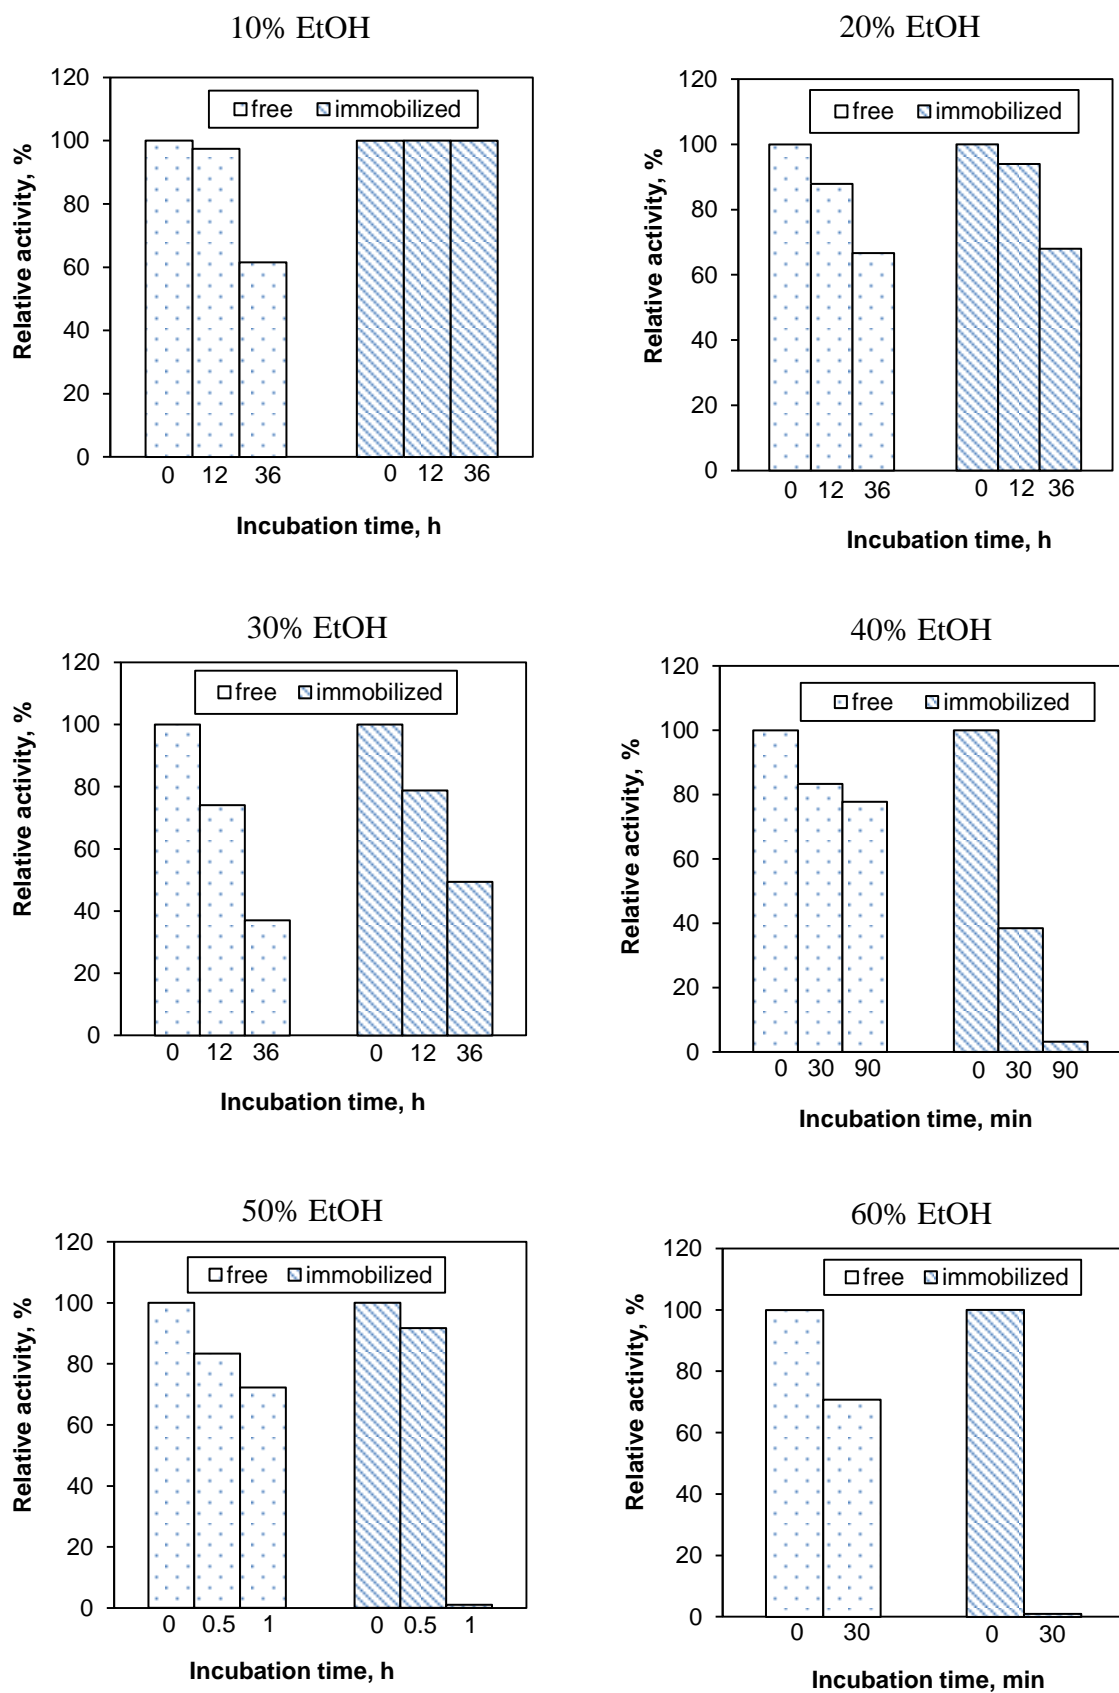 10% EtOH
120
100
80
60
40
20
0
Relative activity, %
free immobilized
0 12 36 0 12 36
Incubation time, h
20% EtOH
120
100
80
60
40
20
0
Relative activity, %
free immobilized
0 12 36 0 12 36
Incubation time, h
30% EtOH
120
100
80
60
40
20
0
Relative activity, %
free immobilized
0 12 36 0 12 36
Incubation time, h
40% EtOH
120
100
80
60
40
20
0
Relative activity, %
free immobilized
0 30 90 0 30 90
Incubation time, min
50% EtOH
120
100
80
60
40
20
0
Relative activity, %
free immobilized
0 0.5 1 0 0.5 1
Incubation time, h
60% EtOH
120
100
80
60
40
20
0
Relative activity, %
free immobilized
0 30 0 30
Incubation time, min